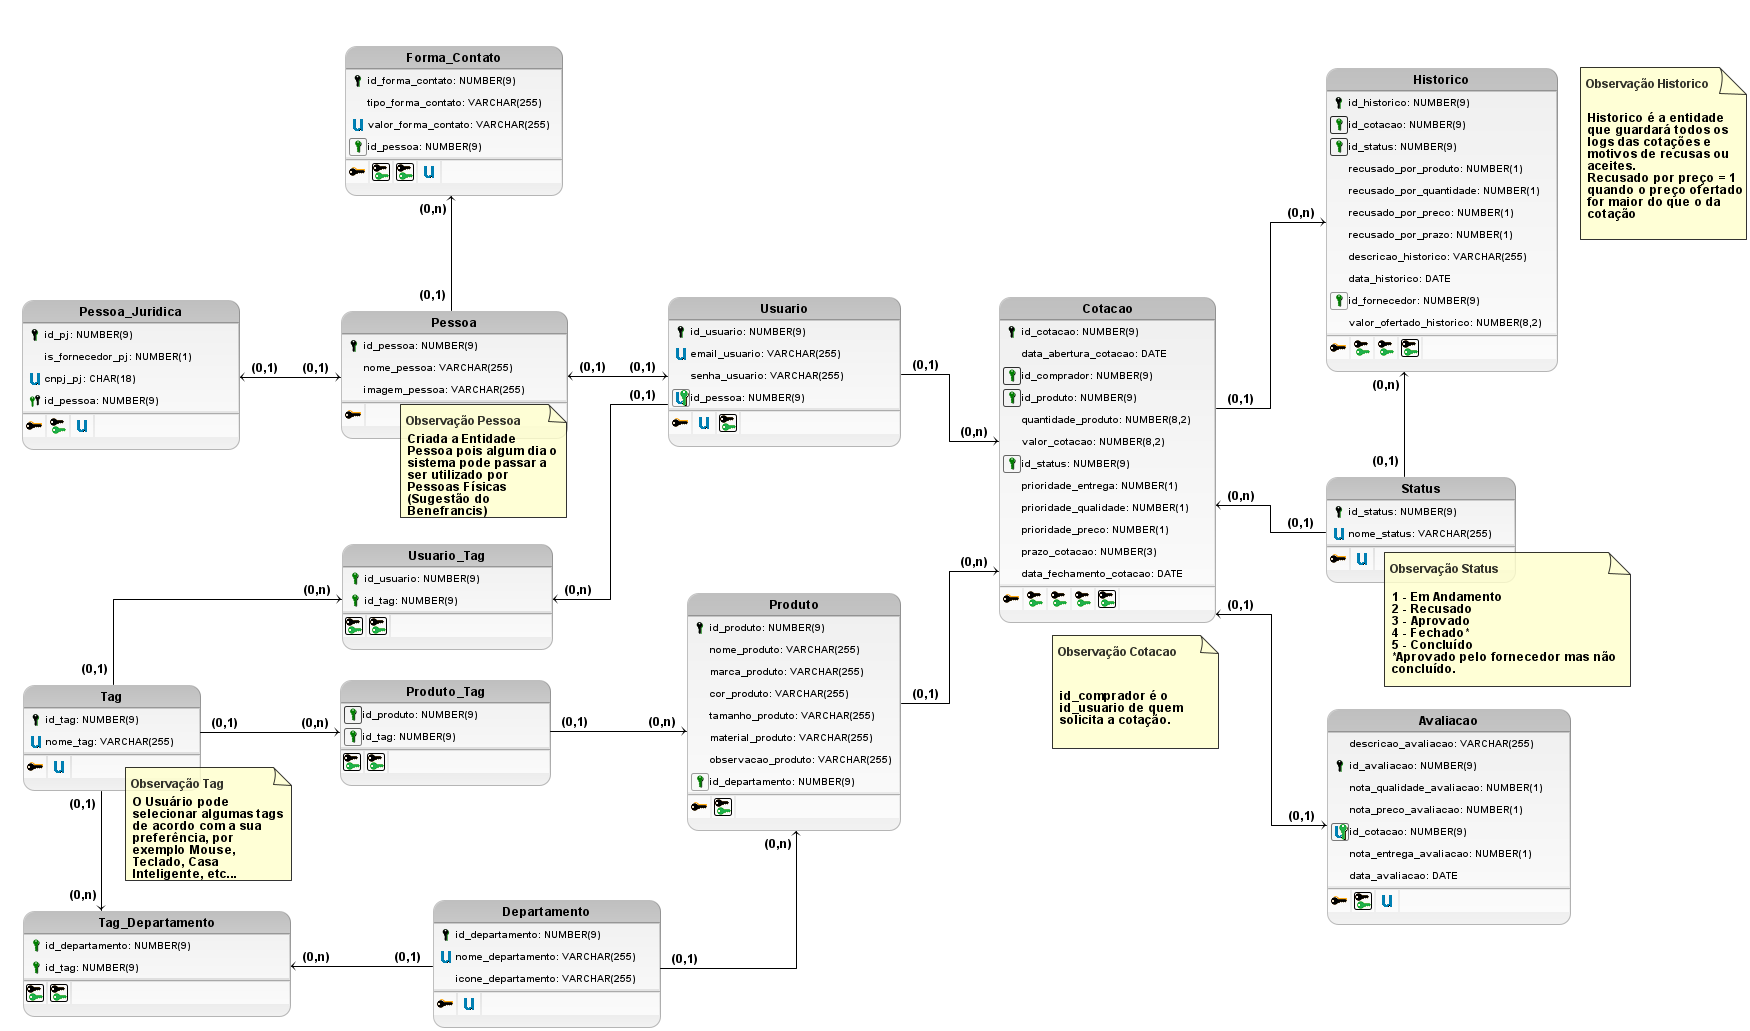 Forma_Contato
id_forma_contato: NUMBER(9)
tipo_forma_contato: VARCHAR(255)
valor_forma_contato: VARCHAR(255)
id_pessoa: NUMBER(9)
(0,n)
(0,1)
Pessoa_Juridica
id_pj: NUMBER(9)
is_fornecedor_pj: NUMBER(1)
cnpj_pj: CHAR(18)
id_pessoa: NUMBER(9)
(0,1)
(0,1)
Pessoa
id_pessoa: NUMBER(9)
nome_pessoa: VARCHAR(255)
imagem_pessoa: VARCHAR(255)
Observação Pessoa
Criada a Entidade
Pessoa pois algum dia o
sistema pode passar a
ser utilizado por
Pessoas Físicas
(Sugestão do
Benefrancis)
(0,1)
(0,1)
(0,1)
Usuario
id_usuario: NUMBER(9)
email_usuario: VARCHAR(255)
senha_usuario: VARCHAR(255)
id_pessoa: NUMBER(9)
(0,1)
(0,n)
Cotacao
id_cotacao: NUMBER(9)
data_abertura_cotacao: DATE
id_comprador: NUMBER(9)
id_produto: NUMBER(9)
quantidade_produto: NUMBER(8,2)
valor_cotacao: NUMBER(8,2)
id_status: NUMBER(9)
prioridade_entrega: NUMBER(1)
prioridade_qualidade: NUMBER(1)
prioridade_preco: NUMBER(1)
prazo_cotacao: NUMBER(3)
data_fechamento_cotacao: DATE
Observação Cotacao
id_comprador é o
id_usuario de quem
solicita a cotação.
(0,1)
(0,n)
Historico
id_historico: NUMBER(9)
id_cotacao: NUMBER(9)
id_status: NUMBER(9)
recusado_por_produto: NUMBER(1)
recusado_por_quantidade: NUMBER(1)
recusado_por_preco: NUMBER(1)
recusado_por_prazo: NUMBER(1)
descricao_historico: VARCHAR(255)
data_historico: DATE
id_fornecedor: NUMBER(9)
valor_ofertado_historico: NUMBER(8,2)
Observação Historico
Historico é a entidade
que guardará todos os
logs das cotações e
motivos de recusas ou
aceites.
Recusado por preço = 1
quando o preço ofertado
for maior do que o da
cotação
(0,n)
(0,1)
Status
id_status: NUMBER(9)
nome_status: VARCHAR(255)
(0,n)
(0,1)
Observação Status
1 - Em Andamento
2 - Recusado
3 - Aprovado
4 - Fechado*
5 - Concluído
*Aprovado pelo fornecedor mas não
concluído.
(0,1)
(0,1)
Avaliacao
descricao_avaliacao: VARCHAR(255)
id_avaliacao: NUMBER(9)
nota_qualidade_avaliacao: NUMBER(1)
nota_preco_avaliacao: NUMBER(1)
id_cotacao: NUMBER(9)
nota_entrega_avaliacao: NUMBER(1)
data_avaliacao: DATE
Usuario_Tag
id_usuario: NUMBER(9)
id_tag: NUMBER(9)
(0,n)
(0,n)
(0,1)
Tag
id_tag: NUMBER(9)
nome_tag: VARCHAR(255)
Observação Tag
O Usuário pode
selecionar algumas tags
de acordo com a sua
preferência, por
exemplo Mouse,
Teclado, Casa
Inteligente, etc...
(0,1)
(0,n)
Produto_Tag
id_produto: NUMBER(9)
id_tag: NUMBER(9)
(0,1)
(0,n)
Produto
id_produto: NUMBER(9)
nome_produto: VARCHAR(255)
marca_produto: VARCHAR(255)
cor_produto: VARCHAR(255)
tamanho_produto: VARCHAR(255)
material_produto: VARCHAR(255)
observacao_produto: VARCHAR(255)
id_departamento: NUMBER(9)
(0,1)
(0,n)
(0,n)
(0,1)
(0,1)
(0,n)
Tag_Departamento
id_departamento: NUMBER(9)
id_tag: NUMBER(9)
(0,n)
(0,1)
Departamento
id_departamento: NUMBER(9)
nome_departamento: VARCHAR(255)
icone_departamento: VARCHAR(255)